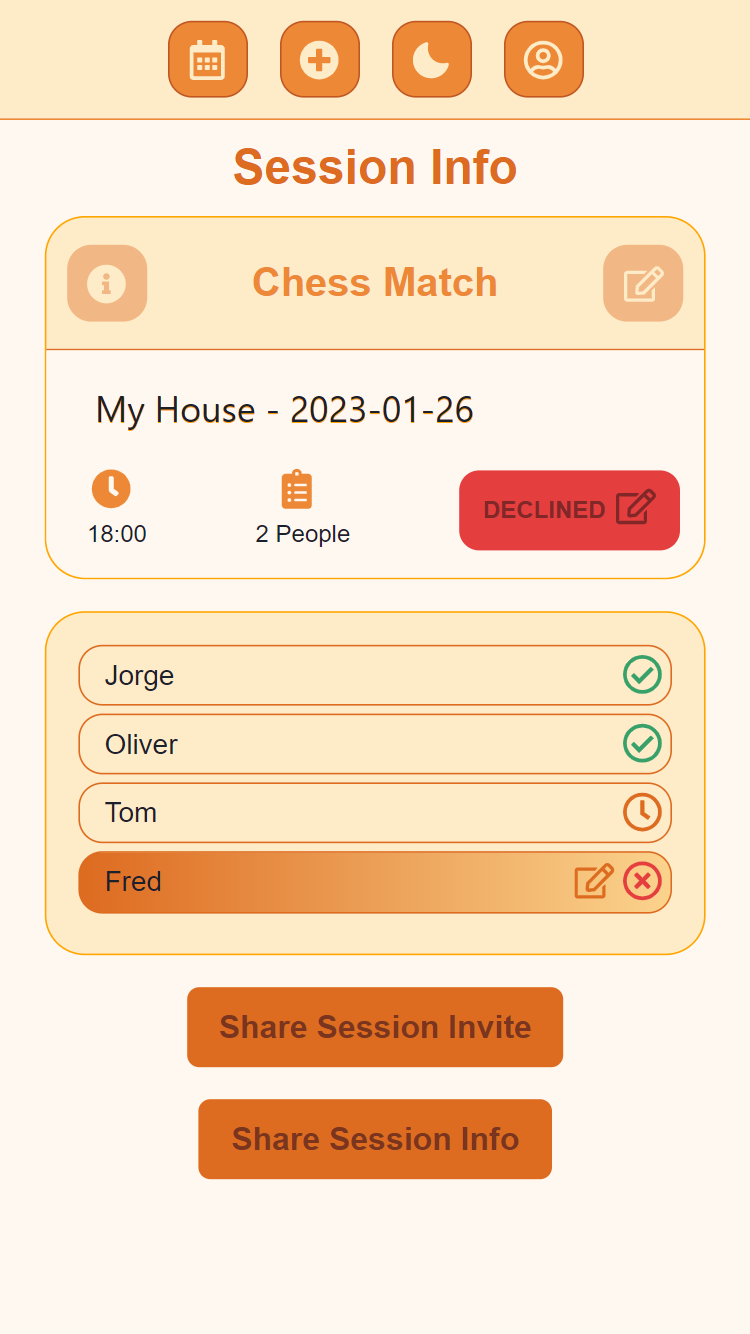 Session Info
Chess Match
My House - 2023-01-26
18:00
2 People
DECLINED
Jorge
Oliver
Tom
Fred
Share Session Invite
Share Session Info